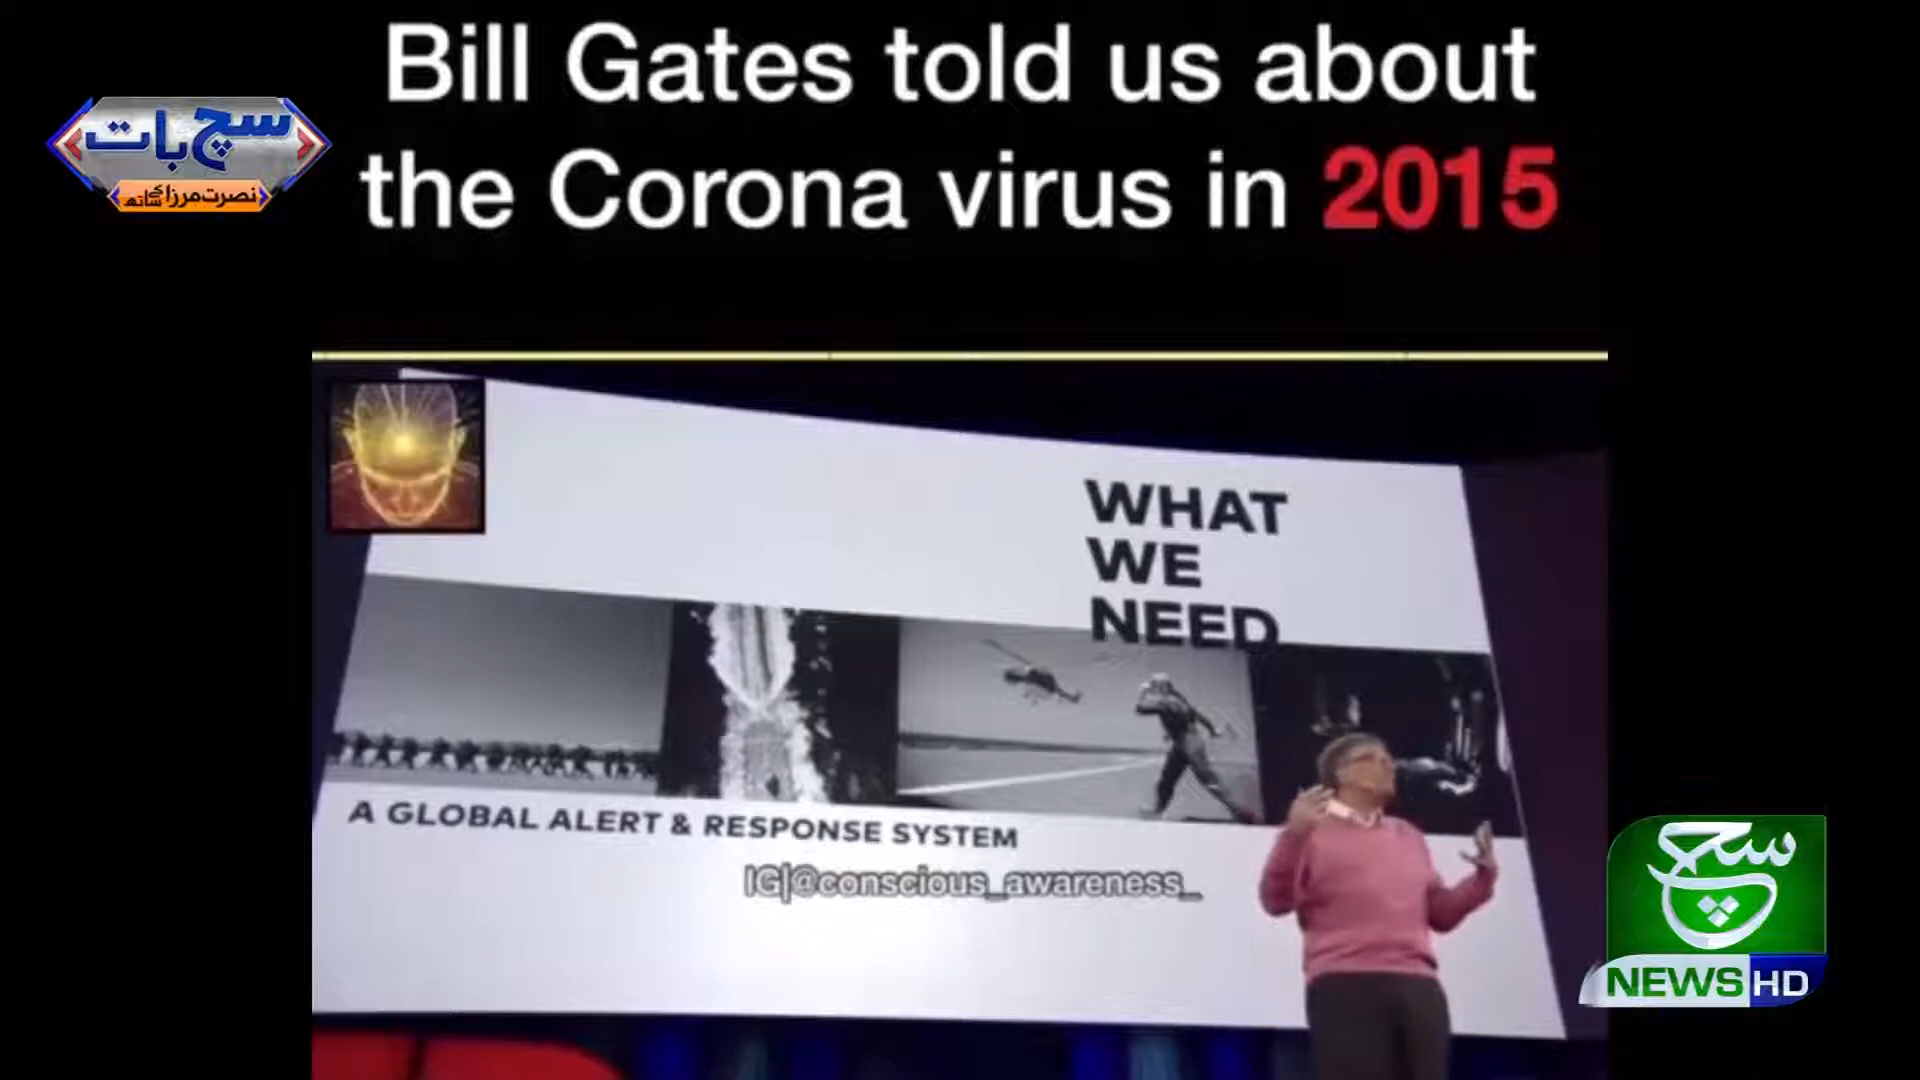 Bill Gates told us about
the Corona virus in 2015
سچ بات
نصرت مرزا کے ساتھ
WHAT
WE
NEED
A GLOBAL ALERT & RESPONSE SYSTEM
IG|@conscious_awareness_
سچ
NEWS HD